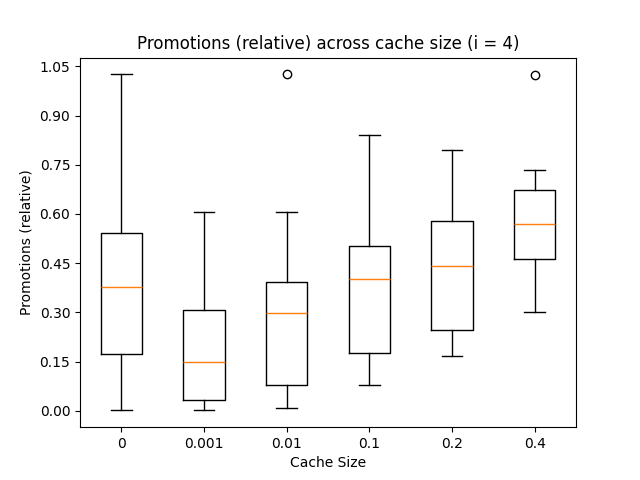 Promotions (relative) across cache size (i = 4)
Promotions (relative)
1.05
0.90
0.75
0.60
0.45
0.30
0.15
0.00
0 0.001 0.01 0.1 0.2 0.4
Cache Size